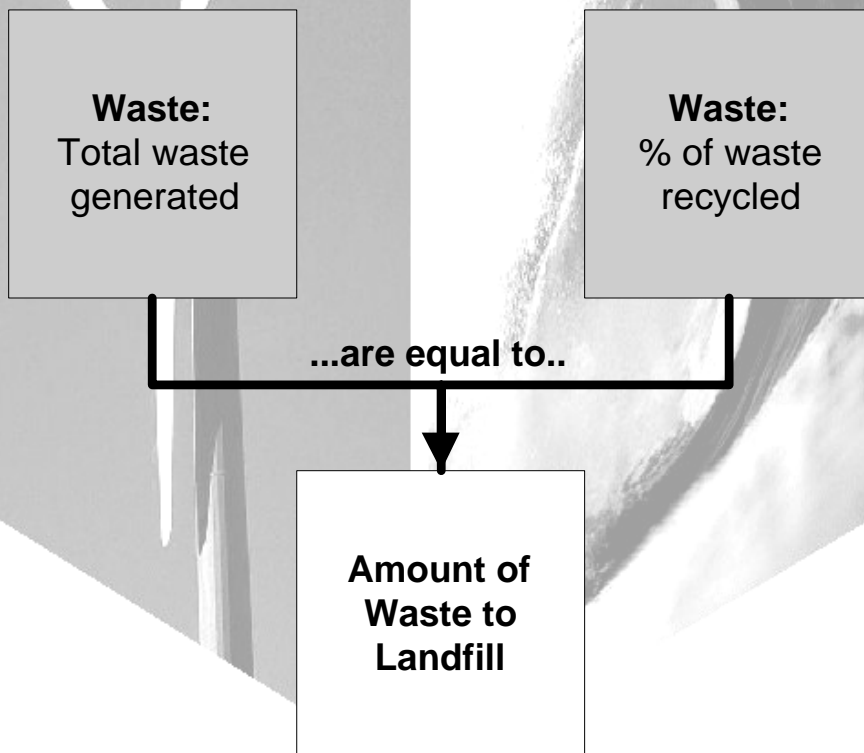 Waste:
Total waste
generated
Waste:
% of waste
recycled
...are equal to..
Amount of
Waste to
Landfill